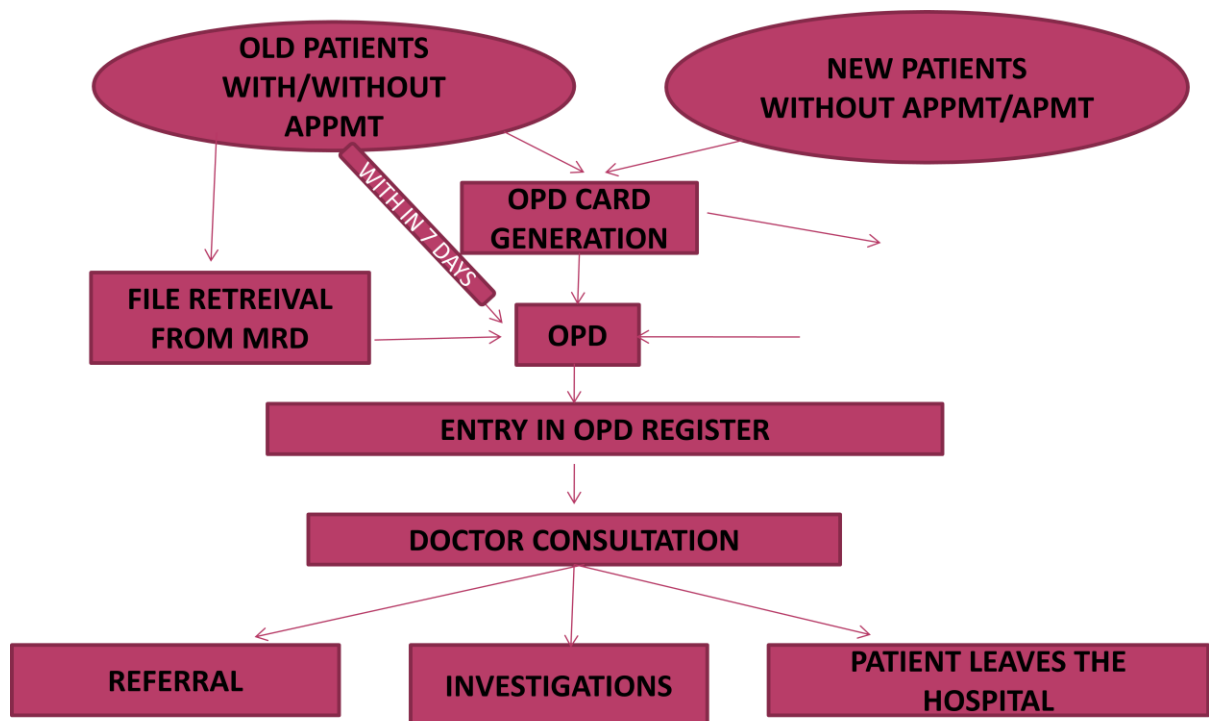 OLD PATIENTS
WITH/WITHOUT
APPMT
NEW PATIENTS
WITHOUT APPMT/APMT
WITH IN 7 DAYS
OPD CARD
GENERATION
FILE RETREIVAL
FROM MRD
OPD
ENTRY IN OPD REGISTER
DOCTOR CONSULTATION
REFERRAL
INVESTIGATIONS
PATIENT LEAVES THE
HOSPITAL